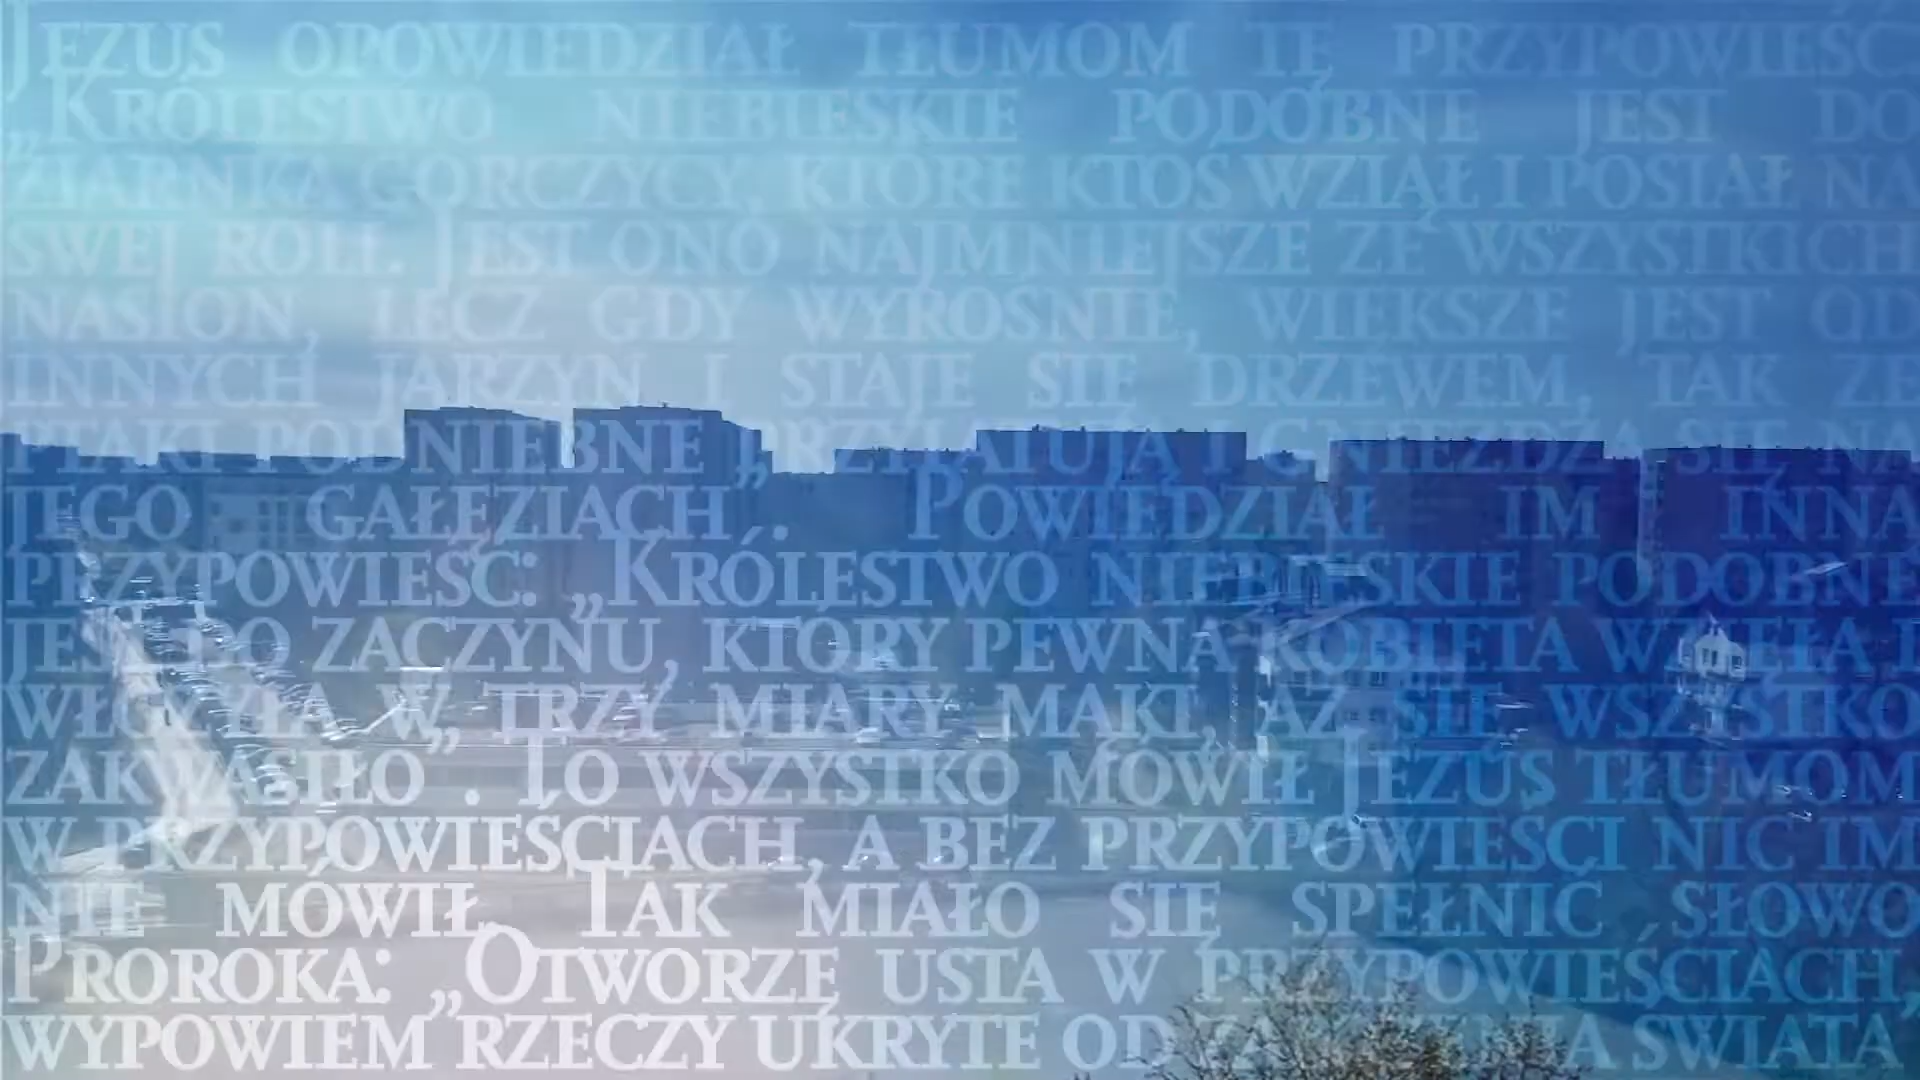 Jezus opowiedział tłumom tę przypowieść:
„Królestwo niebieskie podobne jest do
ziarnka gorczycy, które ktoś wziął i posiał na
swej roli. Jest ono najmniejsze ze wszystkich
nasion, lecz gdy wyrośnie, większe jest od
innych jarzyn i staje się drzewem, tak że
ptaki podniebne przylatują i gnieżdżą się na
jego gałęziach”. Powiedział im inną
przypowieść: „Królestwo niebieskie podobne
jest do zaczynu, który pewna kobieta wzięła i
włożyła w trzy miary mąki, aż się wszystko
zakwasiło”. To wszystko mówił Jezus tłumom
w przypowieściach, a bez przypowieści nic im
nie mówił. Tak miało się spełnić słowo
Proroka: „Otworzę usta w przypowieściach,
wypowiem rzeczy ukryte od założenia świata”